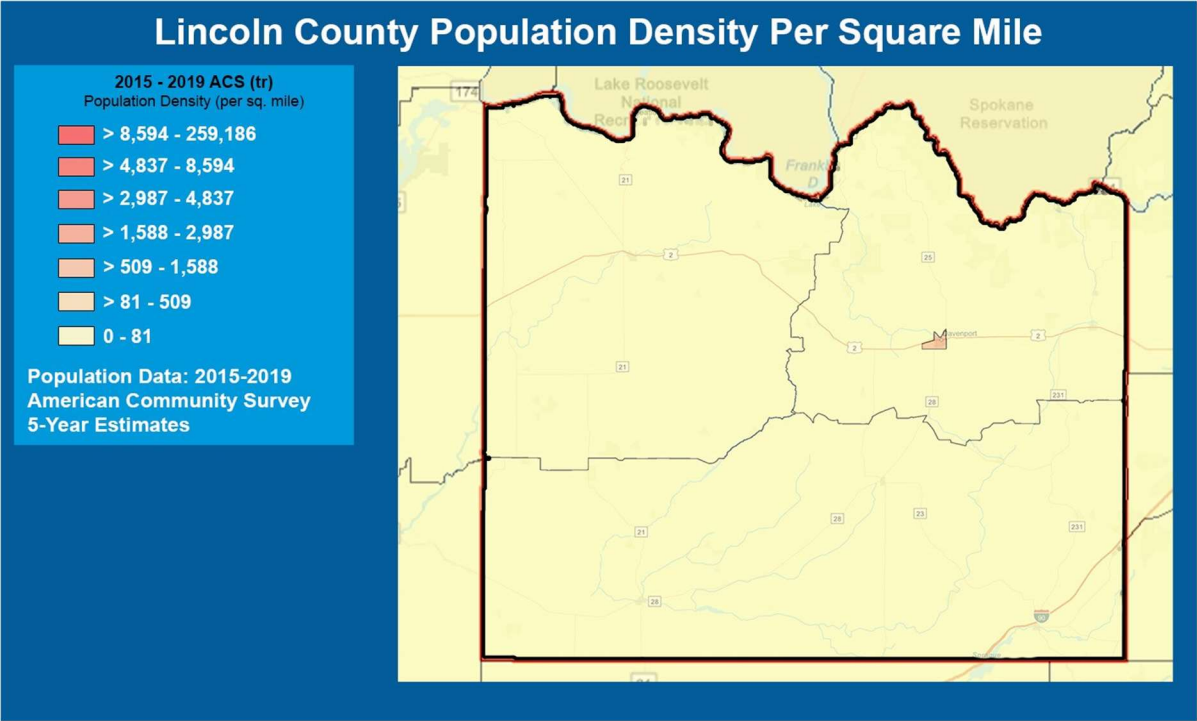 Lincoln County Population Density Per Square Mile
2015 - 2019 ACS (tr)
Population Density (per sq. mile)
> 8,594 - 259,186
> 4,837 - 8,594
> 2,987 - 4,837
> 1,588 - 2,987
> 509 - 1,588
> 81 - 509
0 - 81
Population Data: 2015-2019
American Community Survey
5-Year Estimates
174
Lake Roosevelt
National
Spokane
Reservation
21
2
25
2
2
21
28
231
21
28
23
231
28
90